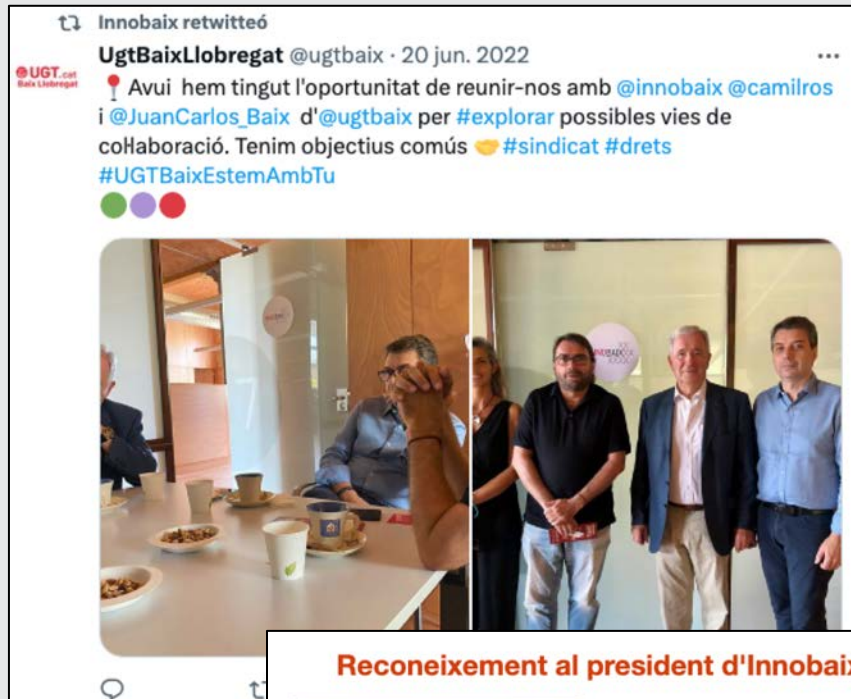 Innobaix retwitteó
UgtBaixLlobregat @ugtbaix · 20 jun. 2022
UGT.cat
Baix Llobregat
Avui hem tingut l'oportunitat de reunir-nos amb @innobaix @camilros
i @JuanCarlos_Baix d'@ugtbaix per #explorar possibles vies de
col·laboració. Tenim objectius comús #sindicat #drets
#UGTBaixEstemAmbTu
Reconeixement al president d'Innobaix